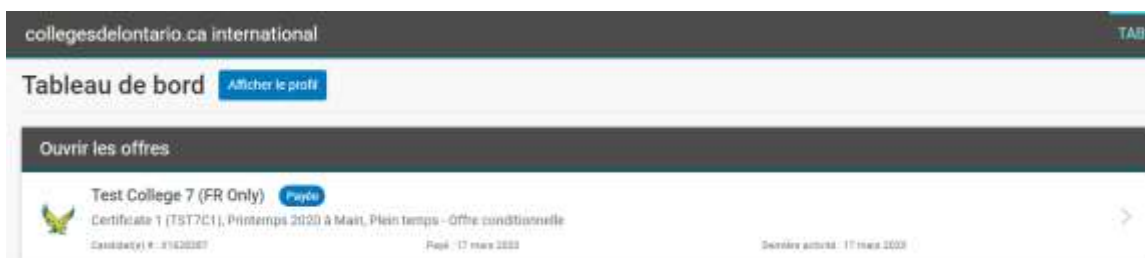 collegesdelontario.ca international
TAB
Tableau de bord Afficher le profil
Ouvrir les offres
Test College 7 (FR Only) Payée
Certificate 1 (TST7C1), Printemps 2020 à Main, Plein temps - Offre conditionnelle
Candidat(e) # : Payé : 17 mars 2020 Dernière activité : 17 mars 2020